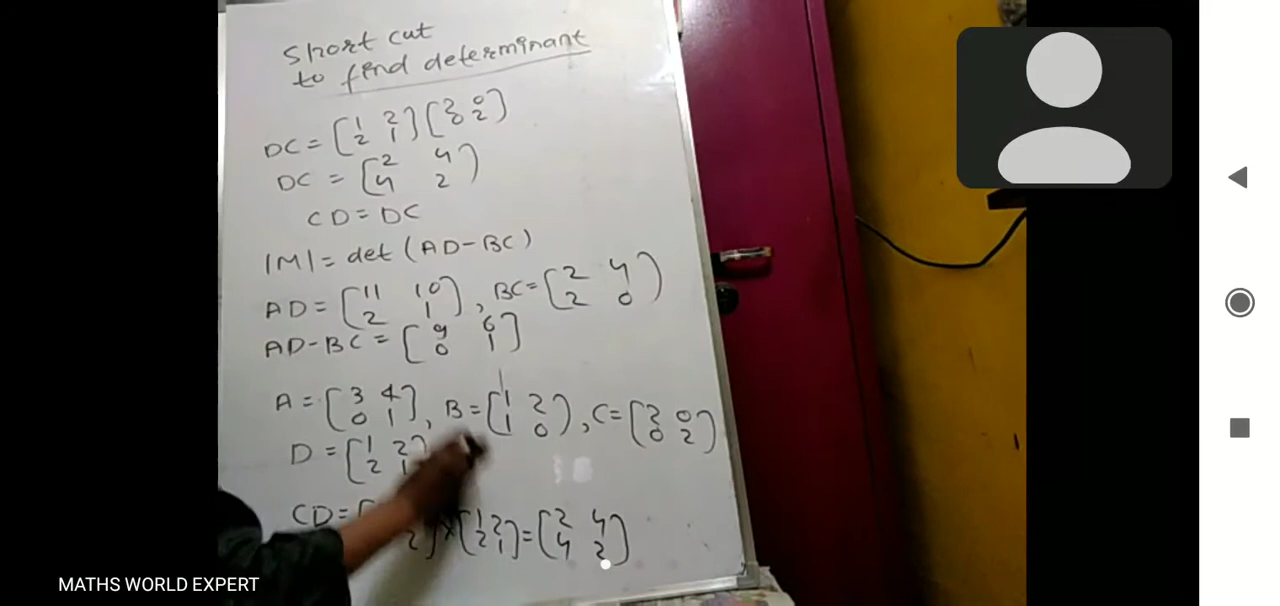 Short cut
to find determinant
DC = [1 2 2 1] [2 0 0 2]
DC = [2 4 4 2]
CD = DC
|M| = det (AD-BC)
AD = [11 10 2 1], BC = [2 4 2 0]
AD-BC = [9 6 0 1]
A = [3 4 0 1], B = [1 2 1 0], C = [2 0 0 2]
D = [1 2 2 1
CD = [ 2] x [1 2 2 1] = [2 4 4 2]
MATHS WORLD EXPERT